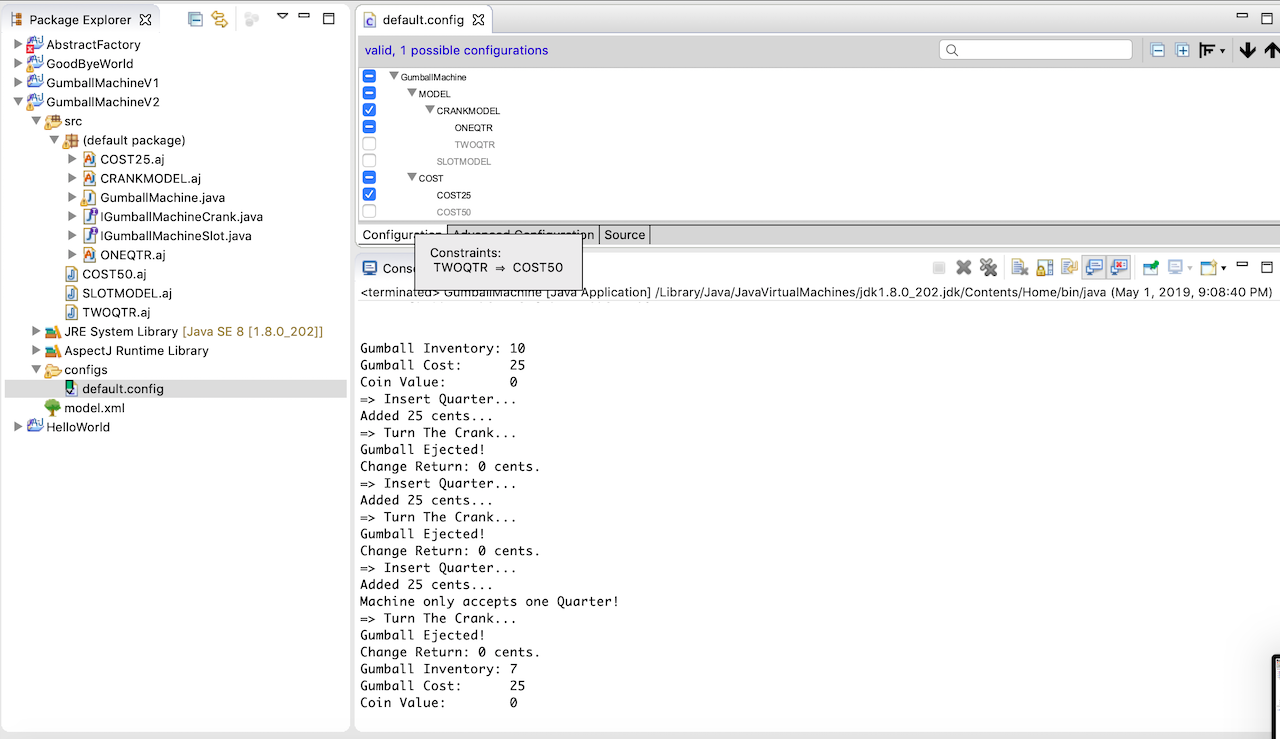 Package Explorer
AbstractFactory
GoodByeWorld
GumballMachineV1
GumballMachineV2
src
(default package)
COST25.aj
CRANKMODEL.aj
GumballMachine.java
IGumballMachineCrank.java
IGumballMachineSlot.java
ONEQTR.aj
COST50.aj
SLOTMODEL.aj
TWOQTR.aj
JRE System Library [Java SE 8 [1.8.0_202]]
AspectJ Runtime Library
configs
default.config
model.xml
HelloWorld
default.config
valid, 1 possible configurations
GumballMachine
MODEL
CRANKMODEL
ONEQTR
TWOQTR
SLOTMODEL
COST
COST25
COST50
Configuration Advanced Configuration Source
Constraints:
TWOQTR ⇒ COST50
Conso
<terminated> GumballMachine [Java Application] /Library/Java/JavaVirtualMachines/jdk1.8.0_202.jdk/Contents/Home/bin/java (May 1, 2019, 9:08:40 PM)
Gumball Inventory: 10
Gumball Cost: 25
Coin Value: 0
=> Insert Quarter...
Added 25 cents...
=> Turn The Crank...
Gumball Ejected!
Change Return: 0 cents.
=> Insert Quarter...
Added 25 cents...
=> Turn The Crank...
Gumball Ejected!
Change Return: 0 cents.
=> Insert Quarter...
Added 25 cents...
Machine only accepts one Quarter!
=> Turn The Crank...
Gumball Ejected!
Change Return: 0 cents.
Gumball Inventory: 7
Gumball Cost: 25
Coin Value: 0